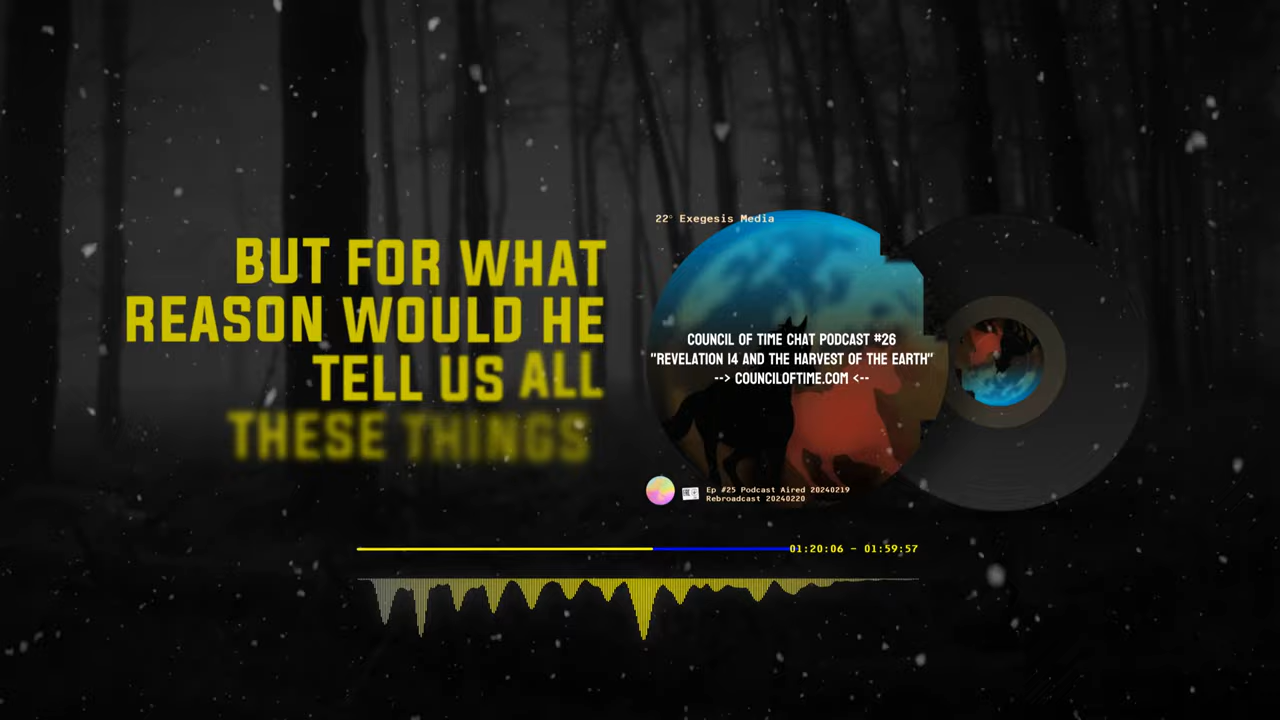 22° Exegesis Media
BUT FOR WHAT
REASON WOULD HE
TELL US ALL
THESE THINGS
COUNCIL OF TIME CHAT PODCAST #26
"REVELATION 14 AND THE HARVEST OF THE EARTH"
--> COUNCILOFTIME.COM <--
Ep #25 Podcast Aired 20240219
Rebroadcast 20240220
01:20:06 - 01:59:57